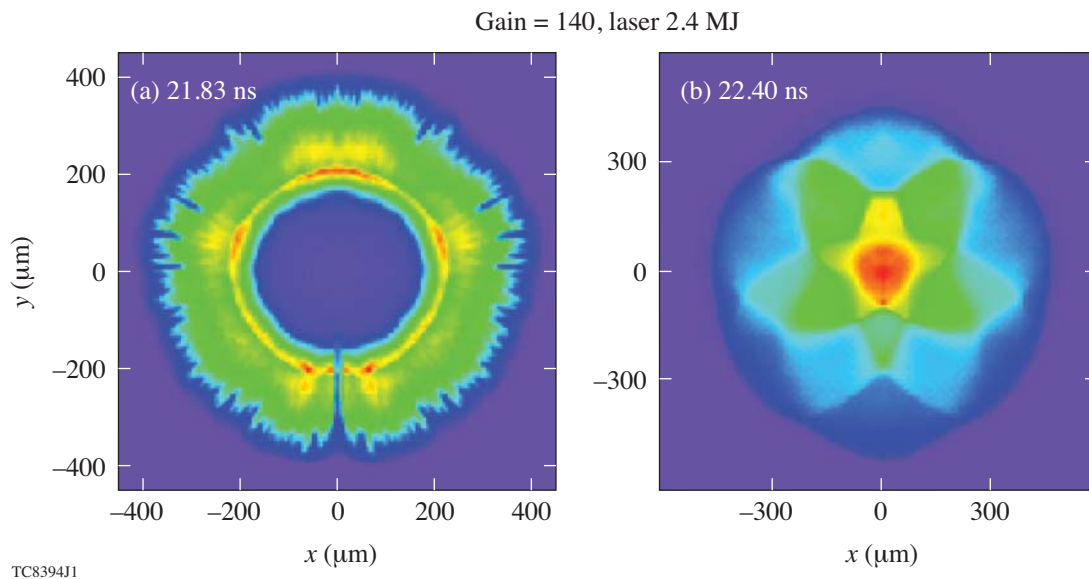 Gain = 140, laser 2.4 MJ
(a) 21.83 ns
400
200
0
–200
–400
y (μm)
–400
–200
0
200
400
x (μm)
(b) 22.40 ns
300
0
–300
–300
0
300
x (μm)
TC8394J1